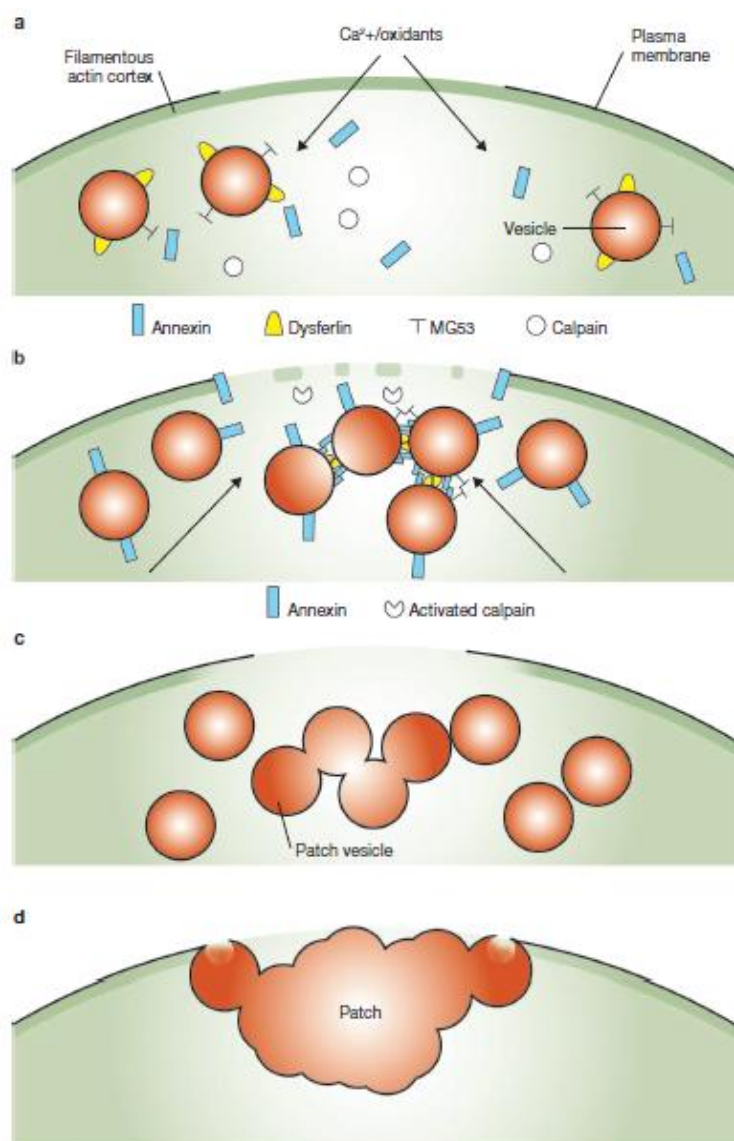 a
Ca²+/oxidants
Filamentous
actin cortex
Plasma
membrane
Vesicle
Annexin Dysferlin MG53 Calpain
b
Annexin Activated calpain
c
Patch vesicle
d
Patch